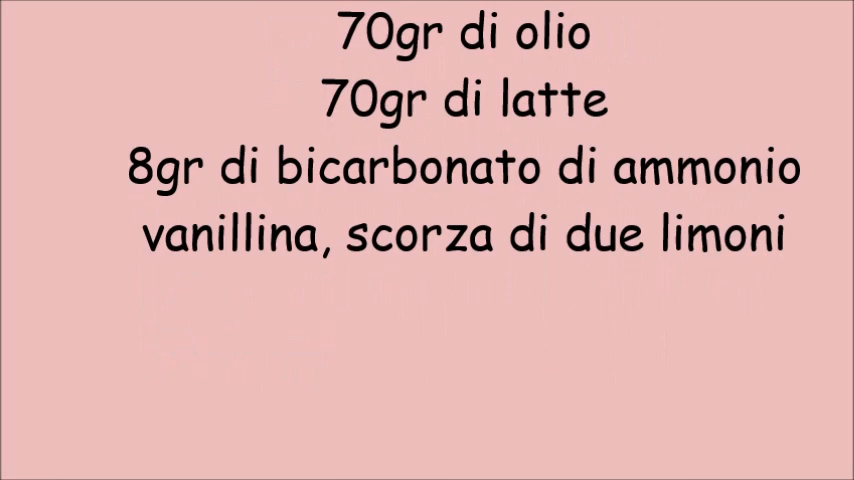 70gr di olio
70gr di latte
8gr di bicarbonato di ammonio
vanillina, scorza di due limoni